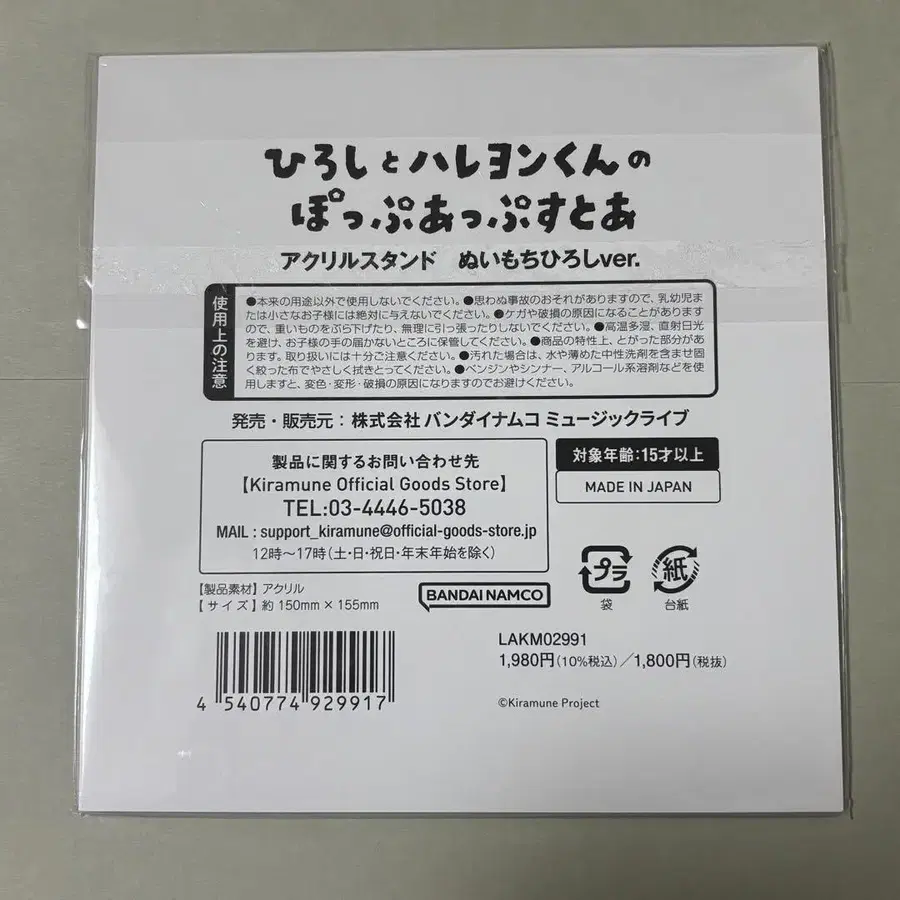 ひろしとハレヨンくんの
ぽっぷあっぷすとあ
アクリルスタンド　ぬいもちひろしver.
使用上の注意
●本来の用途以外で使用しないでください。●思わぬ事故のおそれがありますので、乳幼児ま
たは小さなお子様には絶対に与えないでください。●ケガや破損の原因になることがあります
ので、重いものをぶら下げたり、無理に引っ張ったりしないでください。●高温多湿、直射日光
を避け、お子様の手の届かないところに保管してください。●商品の特性上、とがった部分があ
ります。取り扱いには十分ご注意ください。●汚れた場合は、水や薄めた中性洗剤を含ませ固
く絞った布でやさしく拭きとってください。●ベンジンやシンナー、アルコール系溶剤などを使
用しますと、変色・変形・破損の原因になりますのでお避けください。
発売・販売元：株式会社 バンダイナムコ ミュージックライブ
製品に関するお問い合わせ先
【Kiramune Official Goods Store】
TEL:03-4446-5038
MAIL : support_kiramune@official-goods-store.jp
12時〜17時（土・日・祝日・年末年始を除く）
対象年齢：15才以上
MADE IN JAPAN
プラ
袋
紙
台紙
【製品素材】アクリル
【サイズ】約150mm×155mm
BANDAI NAMCO
LAKM02991
1,980円（10%税込）／1,800円（税抜）
4 540774 929917
©Kiramune Project